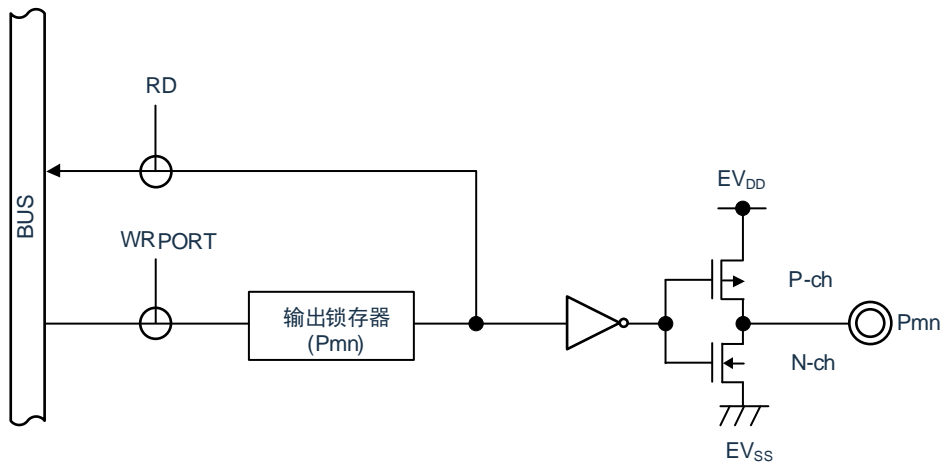 RD
EVDD
BUS
WRPORT
P-ch
输出锁存器
(Pmn)
Pmn
N-ch
EVSS